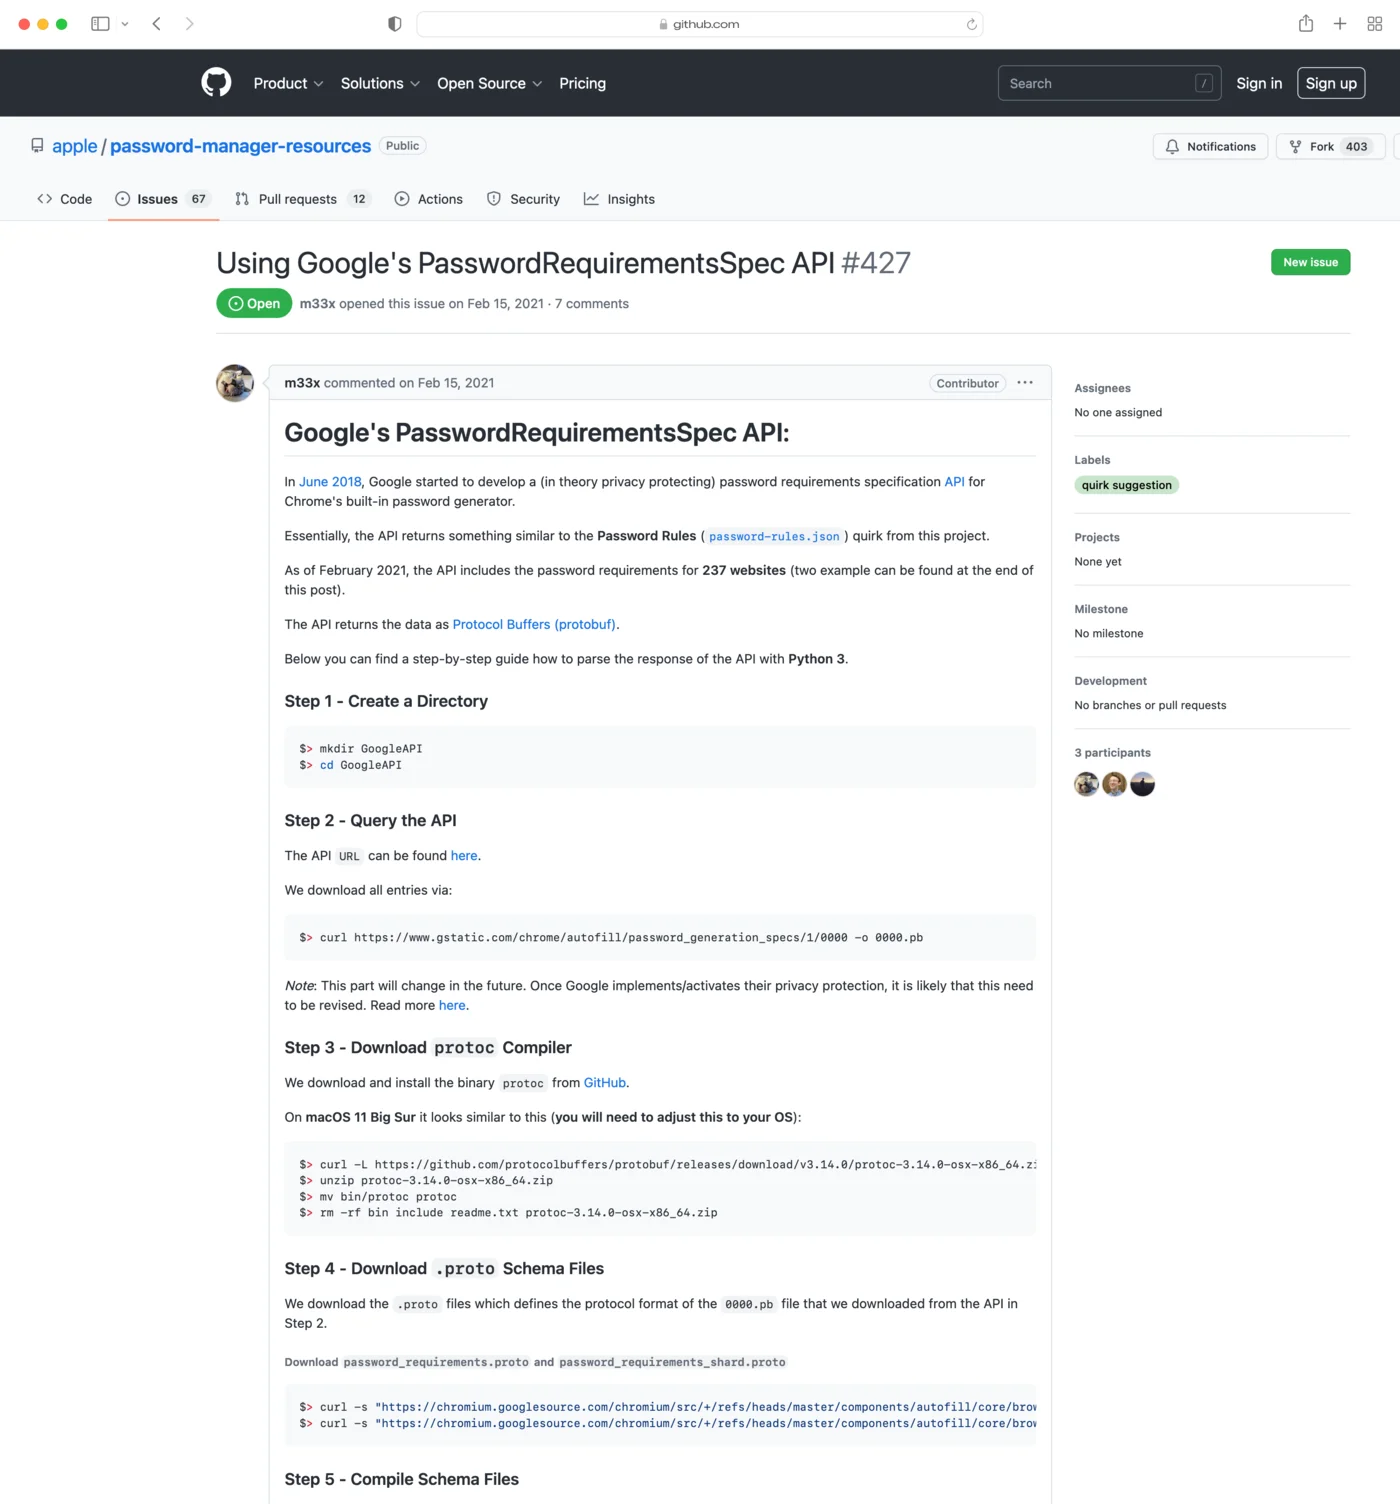 github.com
Product
Solutions
Open Source
Pricing
Search
/
Sign in
Sign up
apple / password-manager-resources
Public
Notifications
Fork 403
Code
Issues 67
Pull requests 12
Actions
Security
Insights
Using Google's PasswordRequirementsSpec API #427
New issue
Open
m33x opened this issue on Feb 15, 2021 · 7 comments
m33x commented on Feb 15, 2021
Contributor
Google's PasswordRequirementsSpec API:
In June 2018, Google started to develop a (in theory privacy protecting) password requirements specification API for
Chrome's built-in password generator.
Essentially, the API returns something similar to the Password Rules ( password-rules.json ) quirk from this project.
As of February 2021, the API includes the password requirements for 237 websites (two example can be found at the end of
this post).
The API returns the data as Protocol Buffers (protobuf).
Below you can find a step-by-step guide how to parse the response of the API with Python 3.
Step 1 - Create a Directory
$> mkdir GoogleAPI
$> cd GoogleAPI
Step 2 - Query the API
The API URL can be found here.
We download all entries via:
$> curl https://www.gstatic.com/chrome/autofill/password_generation_specs/1/0000 -o 0000.pb
Note: This part will change in the future. Once Google implements/activates their privacy protection, it is likely that this need
to be revised. Read more here.
Step 3 - Download protoc Compiler
We download and install the binary protoc from GitHub.
On macOS 11 Big Sur it looks similar to this (you will need to adjust this to your OS):
$> curl -L https://github.com/protocolbuffers/protobuf/releases/download/v3.14.0/protoc-3.14.0-osx-x86_64.zi
$> unzip protoc-3.14.0-osx-x86_64.zip
$> mv bin/protoc protoc
$> rm -rf bin include readme.txt protoc-3.14.0-osx-x86_64.zip
Step 4 - Download .proto Schema Files
We download the .proto files which defines the protocol format of the 0000.pb file that we downloaded from the API in
Step 2.
Download password_requirements.proto and password_requirements_shard.proto
$> curl -s "https://chromium.googlesource.com/chromium/src/+/refs/heads/master/components/autofill/core/brow
$> curl -s "https://chromium.googlesource.com/chromium/src/+/refs/heads/master/components/autofill/core/brow
Step 5 - Compile Schema Files
Assignees
No one assigned
Labels
quirk suggestion
Projects
None yet
Milestone
No milestone
Development
No branches or pull requests
3 participants